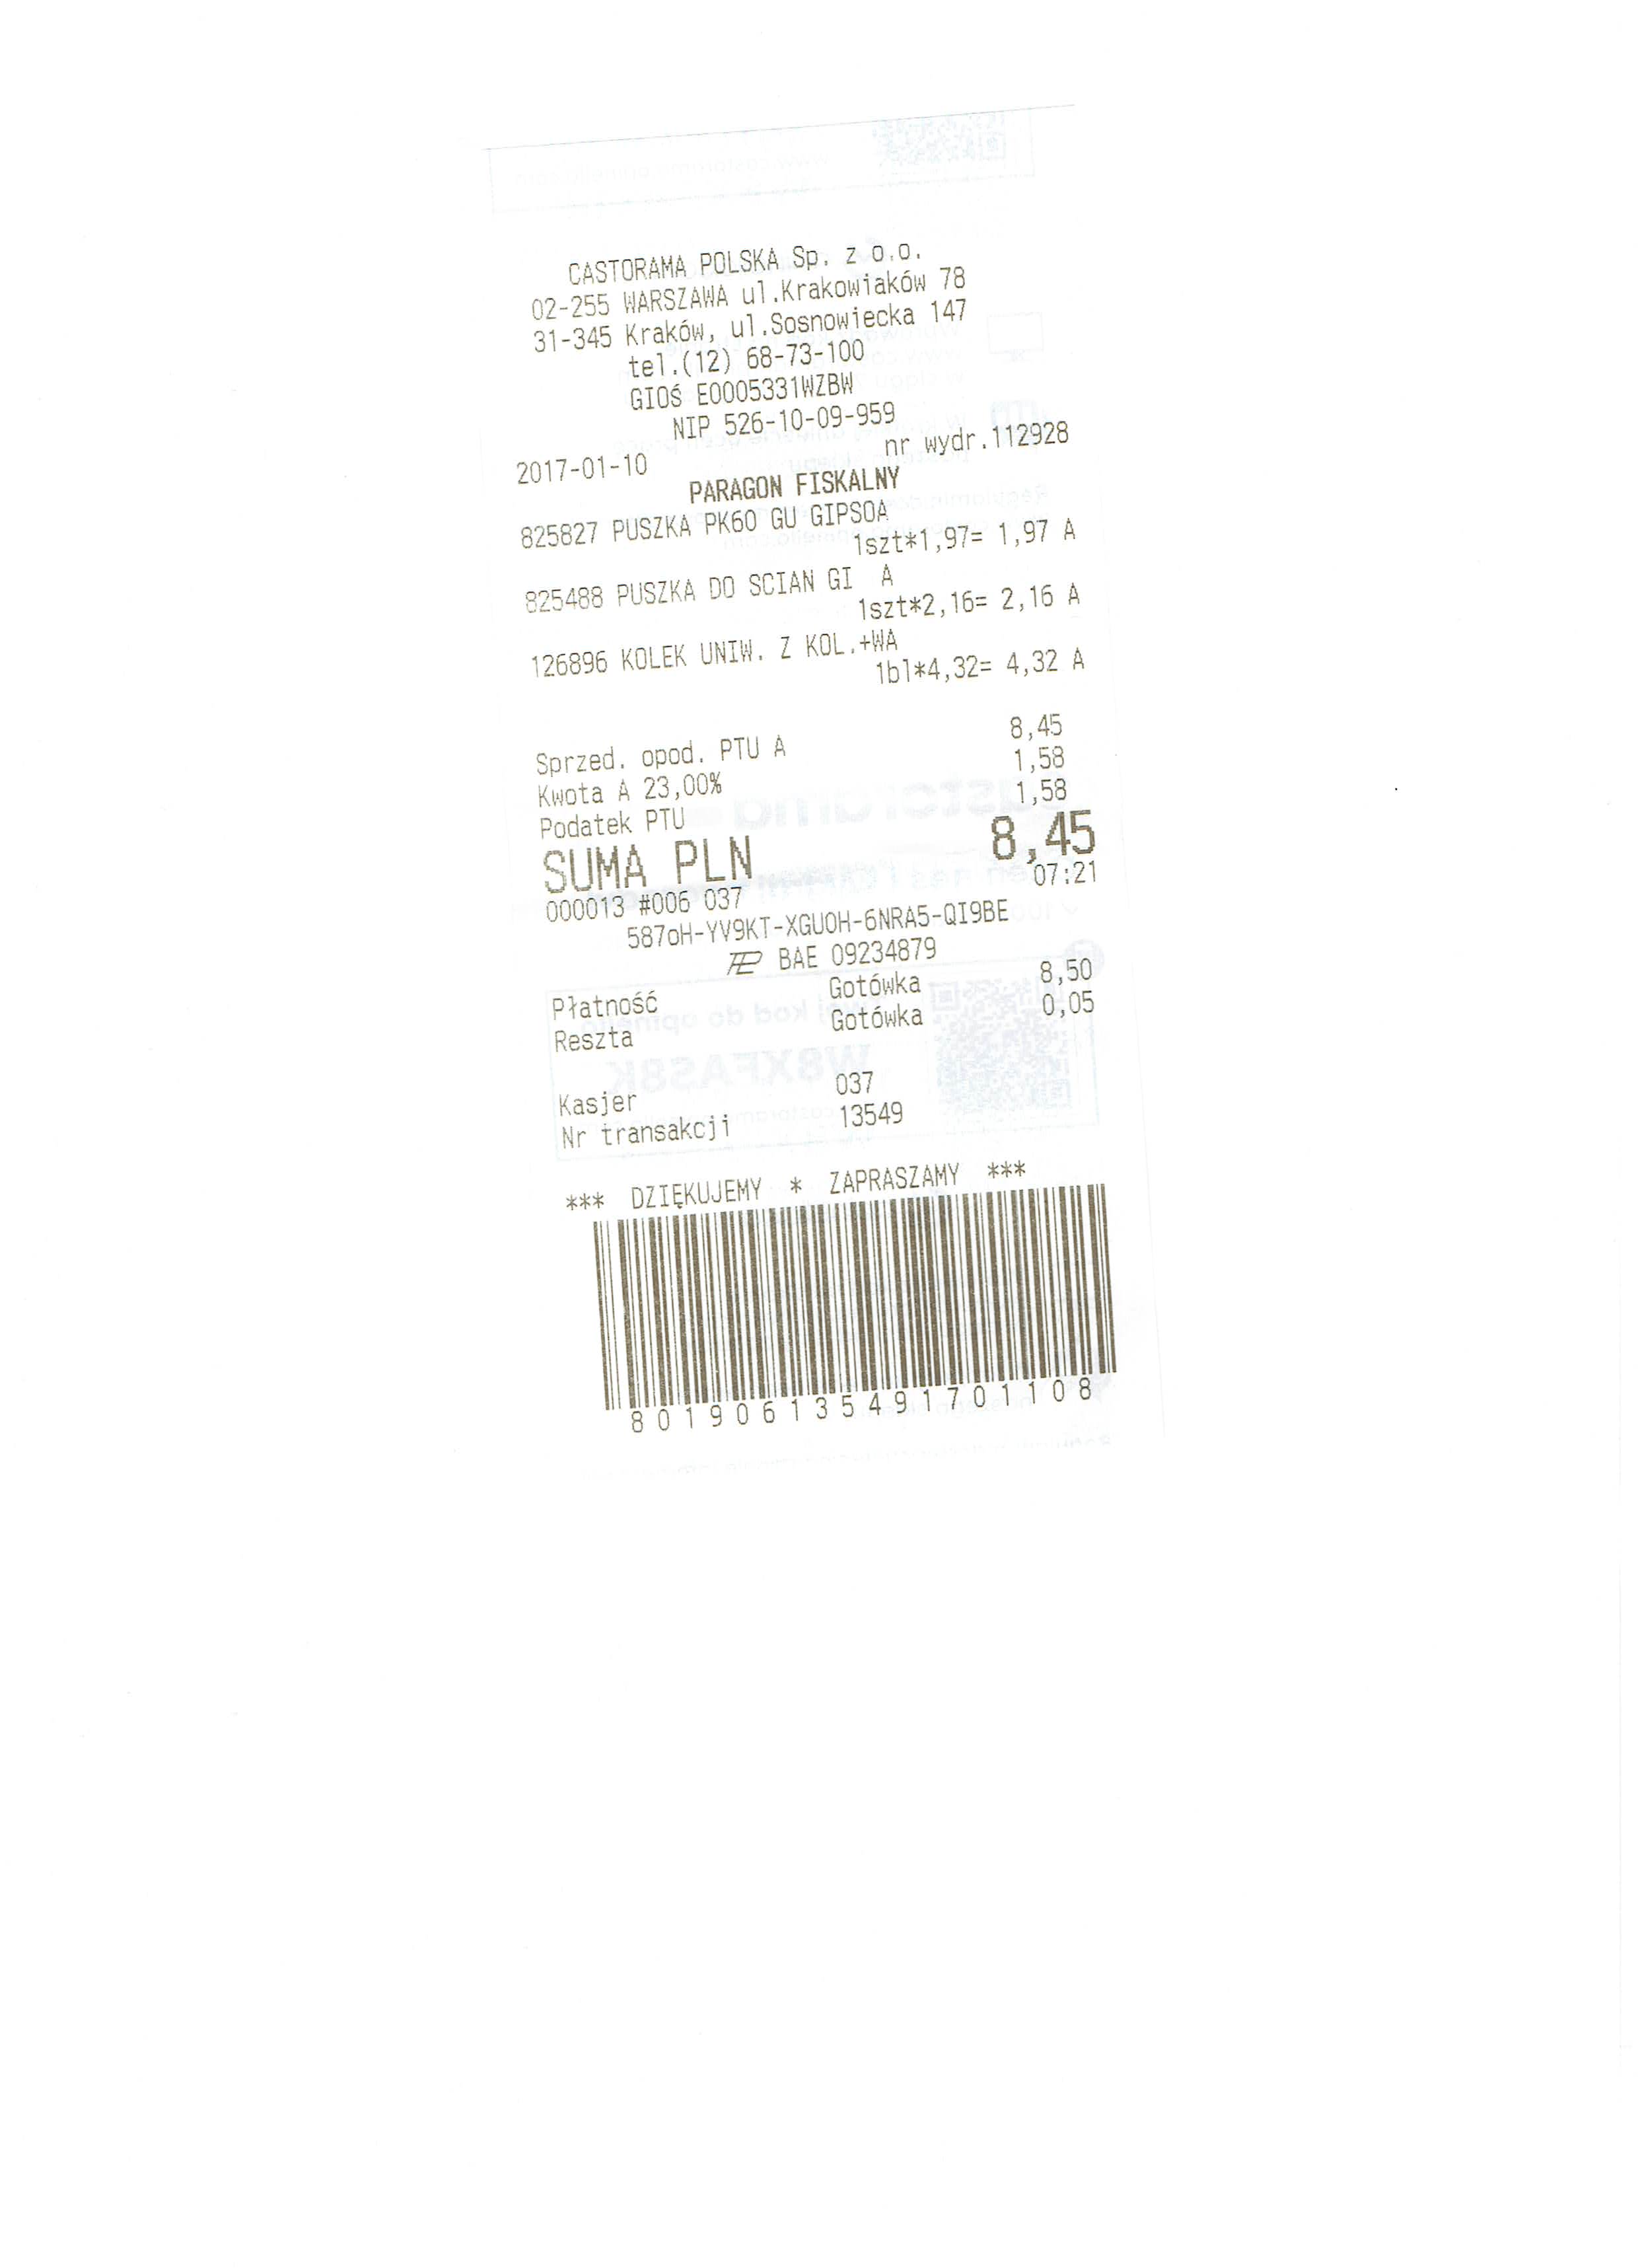 CASTORAMA POLSKA Sp. z o.o.
02-255 WARSZAWA ul.Krakowiaków 78
31-345 Kraków, ul.Sosnowiecka 147
tel.(12) 68-73-100
GIOś E0005331WZBW
NIP 526-10-09-959
2017-01-10 nr wydr.112928
PARAGON FISKALNY
825827 PUSZKA PK60 GU GIPSOA
1szt*1,97= 1,97 A
825488 PUSZKA DO SCIAN GI A
1szt*2,16= 2,16 A
126896 KOLEK UNIW. Z KOL.+WA
1bl*4,32= 4,32 A
Sprzed. opod. PTU A 8,45
Kwota A 23,00% 1,58
Podatek PTU 1,58
SUMA PLN 8,45
000013 #006 037 07:21
587oH-YV9KT-XGUOH-6NRA5-QI9BE
BAE 09234879
Płatność Gotówka 8,50
Reszta Gotówka 0,05
Kasjer 037
Nr transakcji 13549
*** DZIĘKUJEMY * ZAPRASZAMY ***
801906135491701108